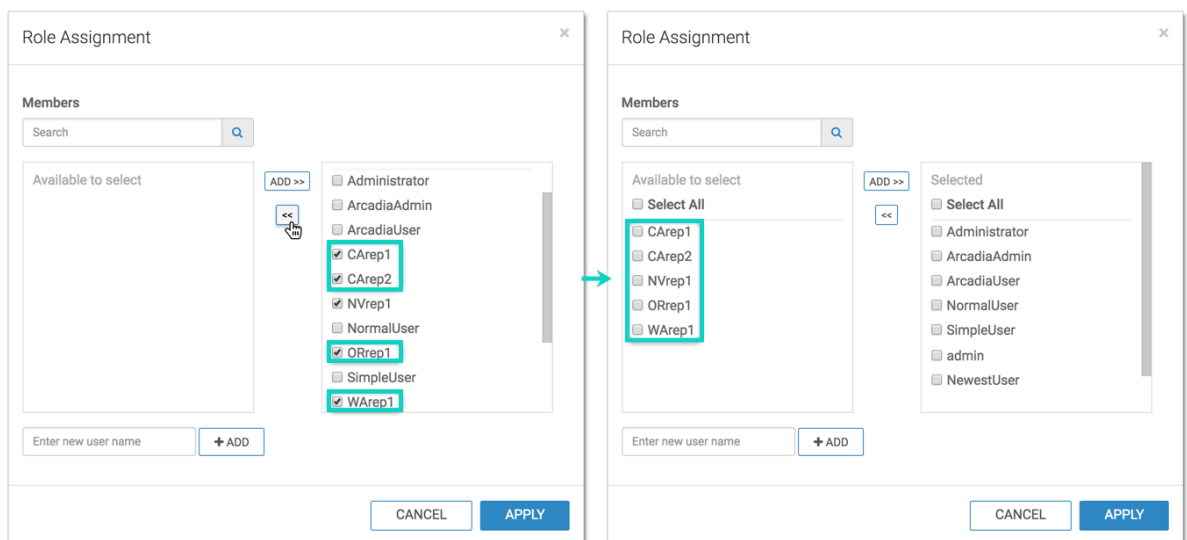 Role Assignment ×
Members
Search
Available to select
ADD >>
<<
Administrator
ArcadiaAdmin
ArcadiaUser
CArep1
CArep2
NVrep1
NormalUser
ORrep1
SimpleUser
WArep1
Enter new user name
+ ADD
CANCEL APPLY
Role Assignment ×
Members
Search
Available to select
Select All
CArep1
CArep2
NVrep1
ORrep1
WArep1
ADD >>
<<
Selected
Select All
Administrator
ArcadiaAdmin
ArcadiaUser
NormalUser
SimpleUser
admin
NewestUser
Enter new user name
+ ADD
CANCEL APPLY